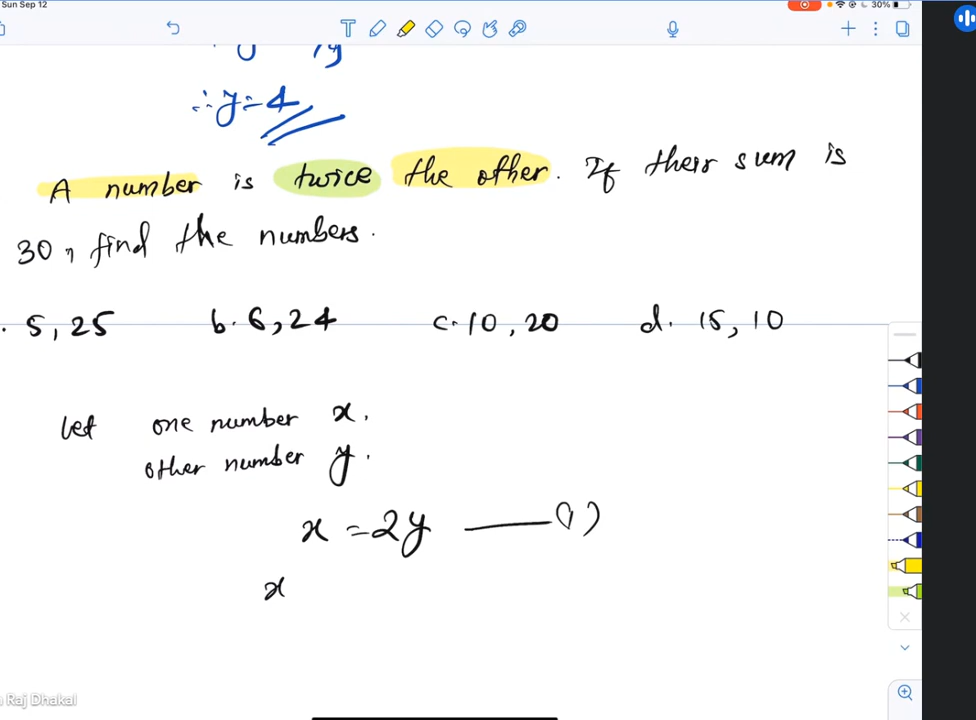 Sun Sep 12
30%
T
∴ y = 4
A number is twice the other. If their sum is
30, find the numbers.
. 5, 25 b. 6, 24 c. 10, 20 d. 15, 10
Let one number x.
other number y.
x = 2y —— (1)
x
Raj Dhakal